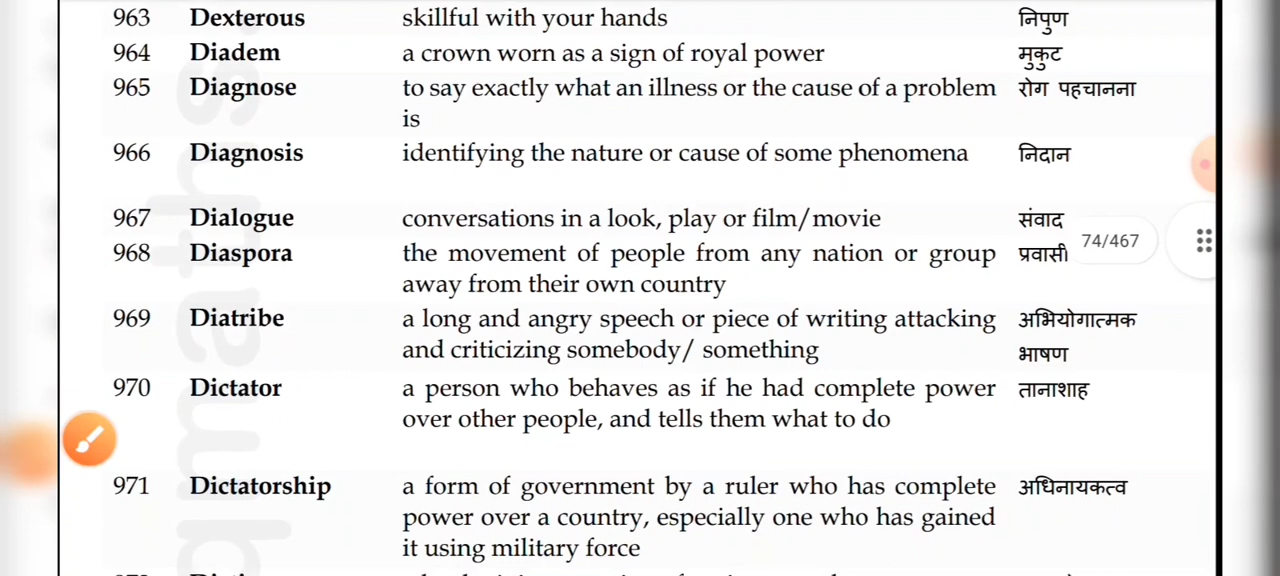 963 Dexterous skillful with your hands निपुण
964 Diadem a crown worn as a sign of royal power मुकुट
965 Diagnose to say exactly what an illness or the cause of a problem रोग पहचानना
is
966 Diagnosis identifying the nature or cause of some phenomena निदान
967 Dialogue conversations in a look, play or film/movie संवाद
74/467
968 Diaspora the movement of people from any nation or group प्रवासी
away from their own country
969 Diatribe a long and angry speech or piece of writing attacking अभियोगात्मक
and criticizing somebody/ something भाषण
970 Dictator a person who behaves as if he had complete power तानाशाह
over other people, and tells them what to do
971 Dictatorship a form of government by a ruler who has complete अधिनायकत्व
power over a country, especially one who has gained
it using military force